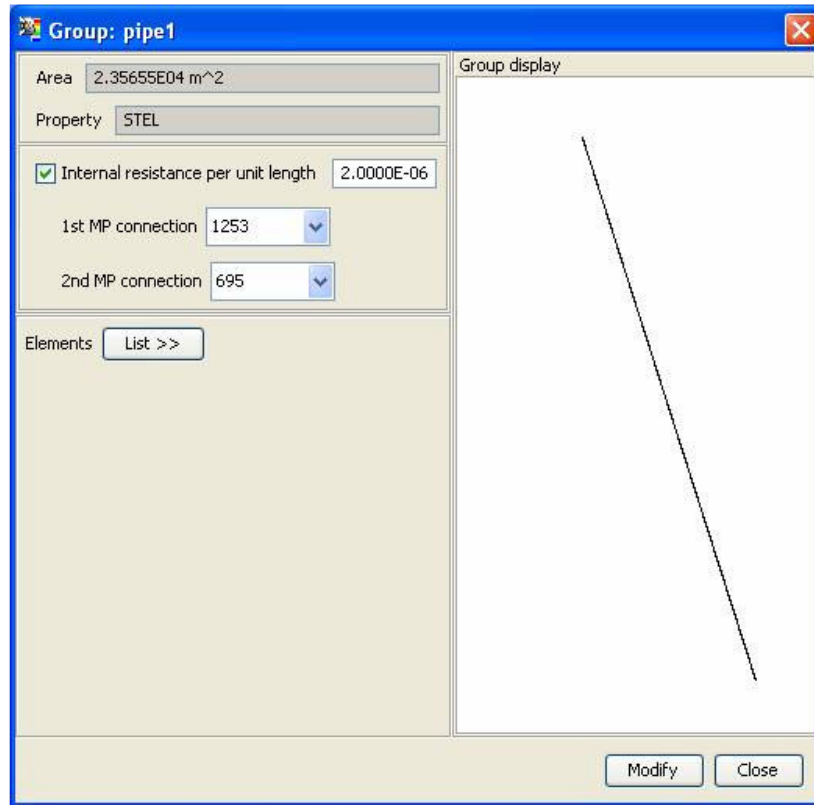 Group: pipe1
Area 2.35655E04 m^2
Property STEL
Internal resistance per unit length 2.0000E-06
1st MP connection 1253
2nd MP connection 695
Elements List >>
Group display
Modify Close